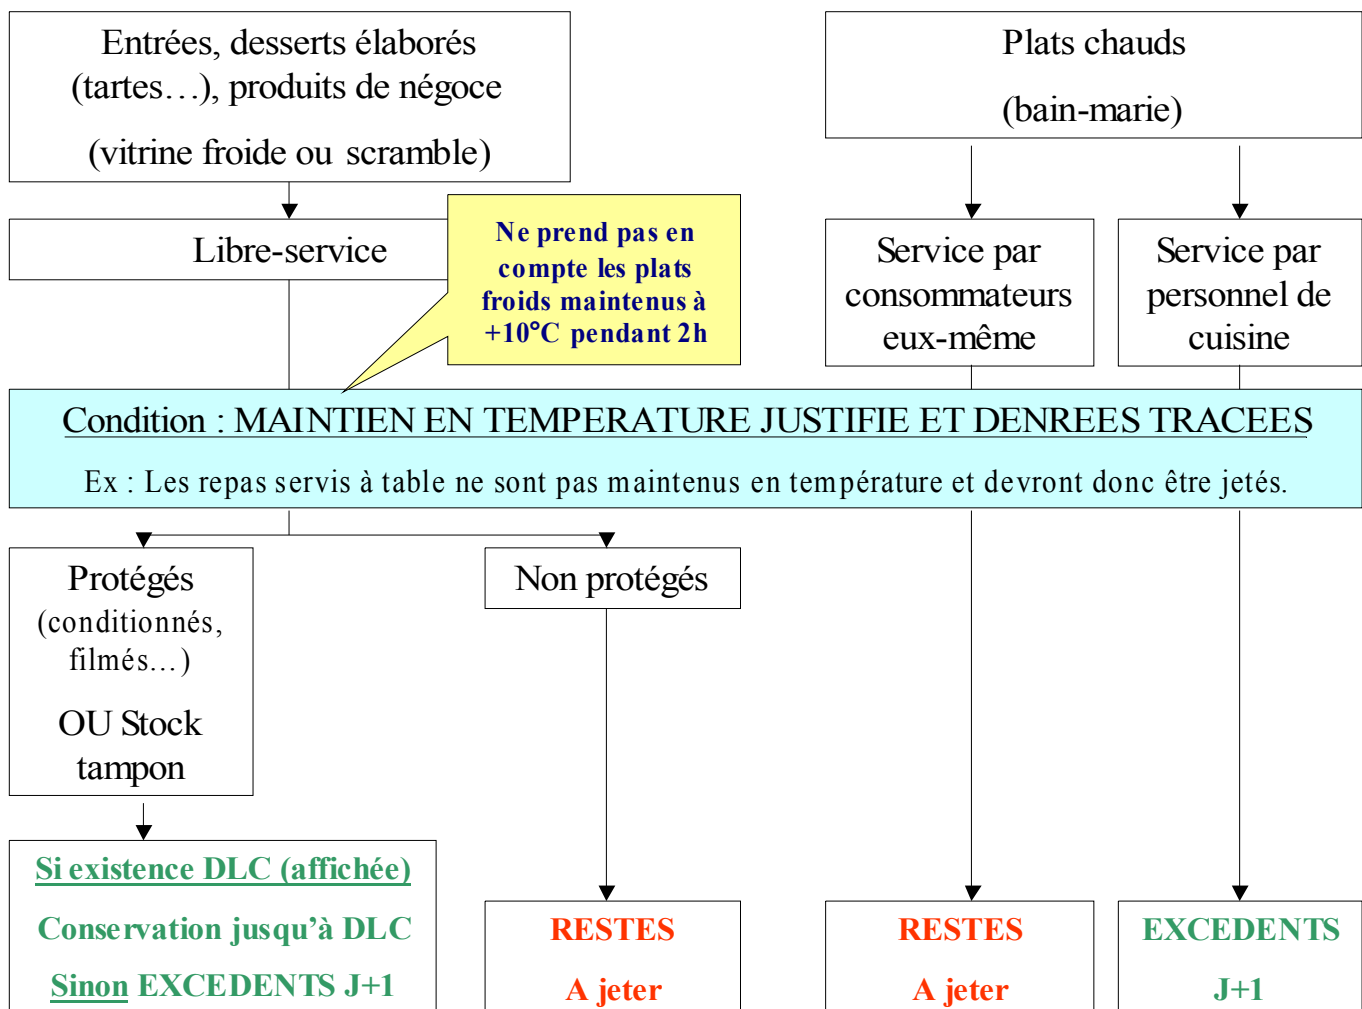 Entrées, desserts élaborés
(tartes…), produits de négoce
(vitrine froide ou scramble)
Plats chauds
(bain-marie)
Libre-service
Ne prend pas en
compte les plats
froids maintenus à
+10°C pendant 2h
Service par
consommateurs
eux-même
Service par
personnel de
cuisine
Condition : MAINTIEN EN TEMPERATURE JUSTIFIE ET DENREES TRACEES
Ex : Les repas servis à table ne sont pas maintenus en température et devront donc être jetés.
Protégés
(conditionnés,
filmés…)
OU Stock
tampon
Non protégés
Si existence DLC (affichée)
Conservation jusqu’à DLC
Sinon EXCEDENTS J+1
RESTES
A jeter
RESTES
A jeter
EXCEDENTS
J+1